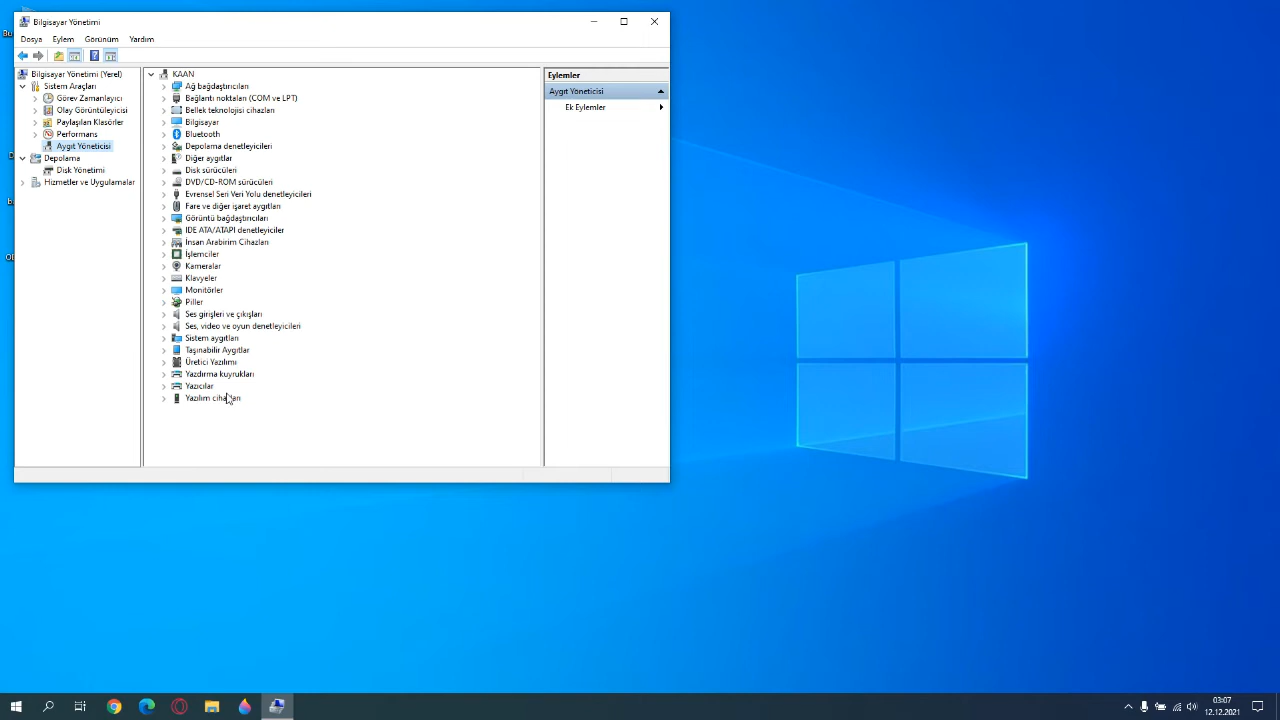 Bilgisayar Yönetimi
Dosya Eylem Görünüm Yardım
Bilgisayar Yönetimi (Yerel)
Sistem Araçları
Görev Zamanlayıcı
Olay Görüntüleyicisi
Paylaşılan Klasörler
Performans
Aygıt Yöneticisi
Depolama
Disk Yönetimi
Hizmetler ve Uygulamalar
KAAN
Ağ bağdaştırıcıları
Bağlantı noktaları (COM ve LPT)
Bellek teknolojisi cihazları
Bilgisayar
Bluetooth
Depolama denetleyicileri
Diğer aygıtlar
Disk sürücüleri
DVD/CD-ROM sürücüleri
Evrensel Seri Veri Yolu denetleyicileri
Fare ve diğer işaret aygıtları
Görüntü bağdaştırıcıları
IDE ATA/ATAPI denetleyiciler
İnsan Arabirim Cihazları
İşlemciler
Kameralar
Klavyeler
Monitörler
Piller
Ses girişleri ve çıkışları
Ses, video ve oyun denetleyicileri
Sistem aygıtları
Taşınabilir Aygıtlar
Üretici Yazılımı
Yazdırma kuyrukları
Yazıcılar
Yazılım cihazları
Eylemler
Aygıt Yöneticisi
Ek Eylemler
03:07
12.12.2021